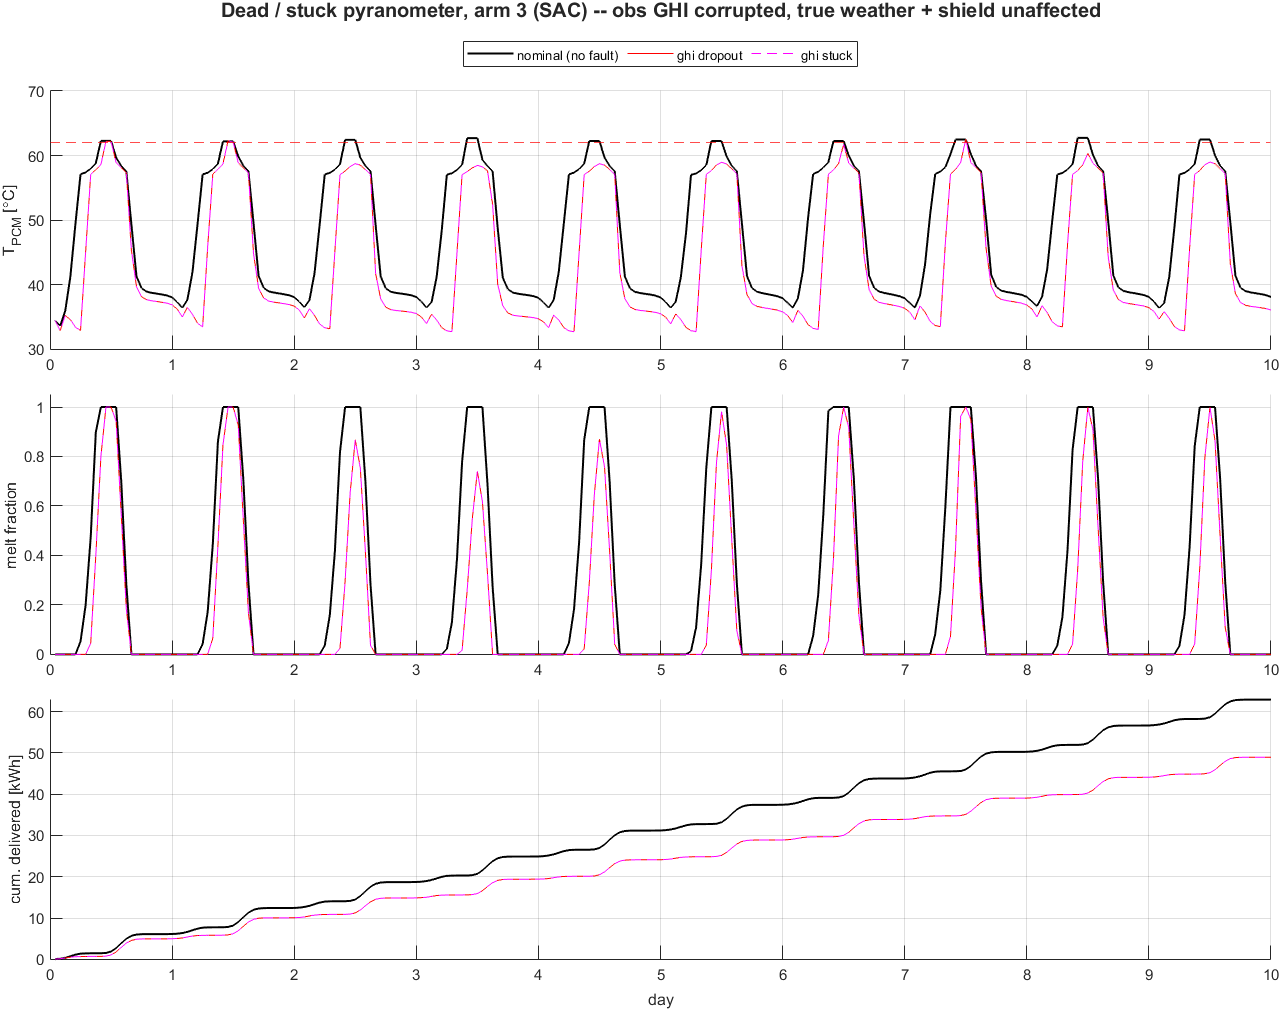 Dead / stuck pyranometer, arm 3 (SAC) -- obs GHI corrupted, true weather + shield unaffected
nominal (no fault) ghi dropout ghi stuck
70
60
50
40
30
T_PCM [°C]
0 1 2 3 4 5 6 7 8 9 10
1
0.8
0.6
0.4
0.2
0
melt fraction
0 1 2 3 4 5 6 7 8 9 10
60
50
40
30
20
10
0
cum. delivered [kWh]
0 1 2 3 4 5 6 7 8 9 10
day